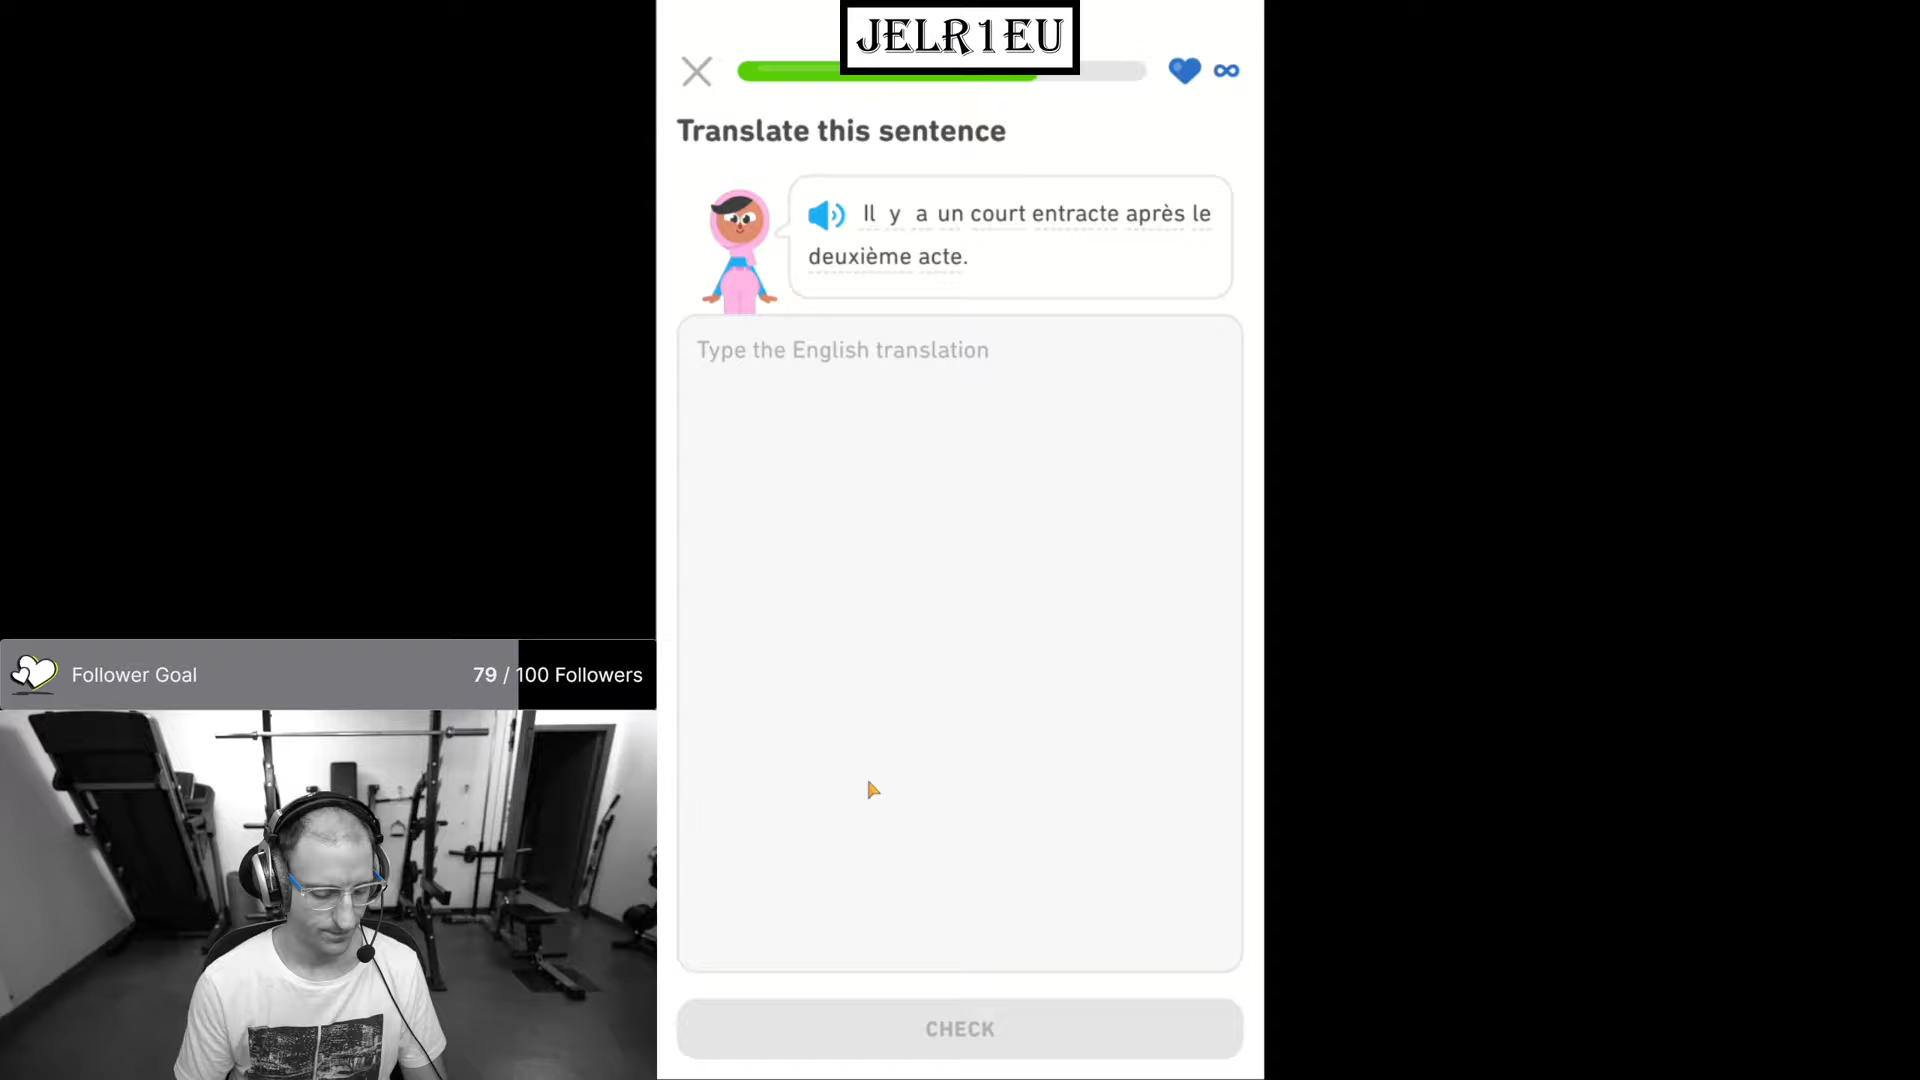 JELR1EU
Translate this sentence
Il y a un court entracte après le
deuxième acte.
Type the English translation
Follower Goal
79 / 100 Followers
CHECK